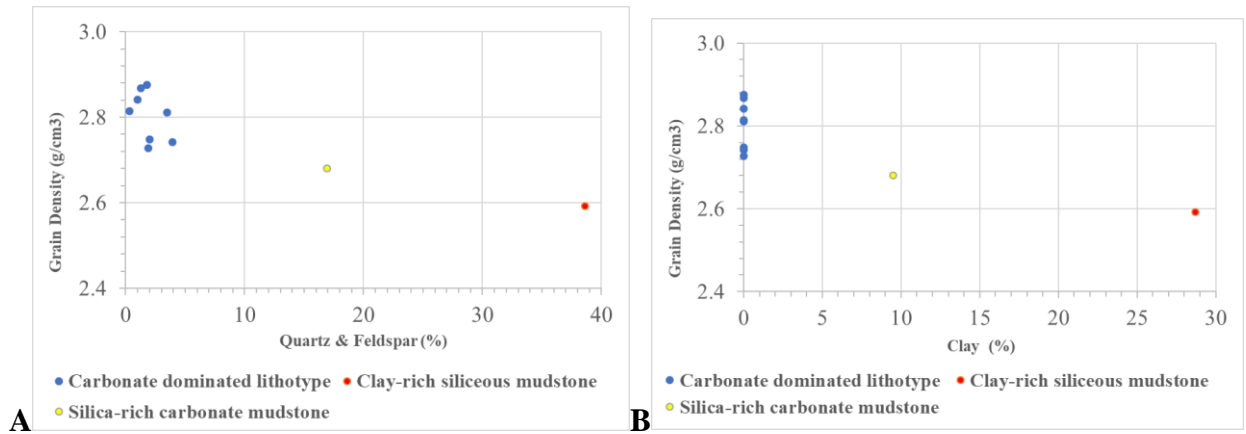 3.0
2.8
2.6
2.4
Grain Density (g/cm3)
0 10 20 30 40
Quartz & Feldspar (%)
Carbonate dominated lithotype Clay-rich siliceous mudstone
Silica-rich carbonate mudstone
A
3.0
2.8
2.6
2.4
Grain Density (g/cm3)
0 5 10 15 20 25 30
Clay (%)
Carbonate dominated lithotype Clay-rich siliceous mudstone
Silica-rich carbonate mudstone
B